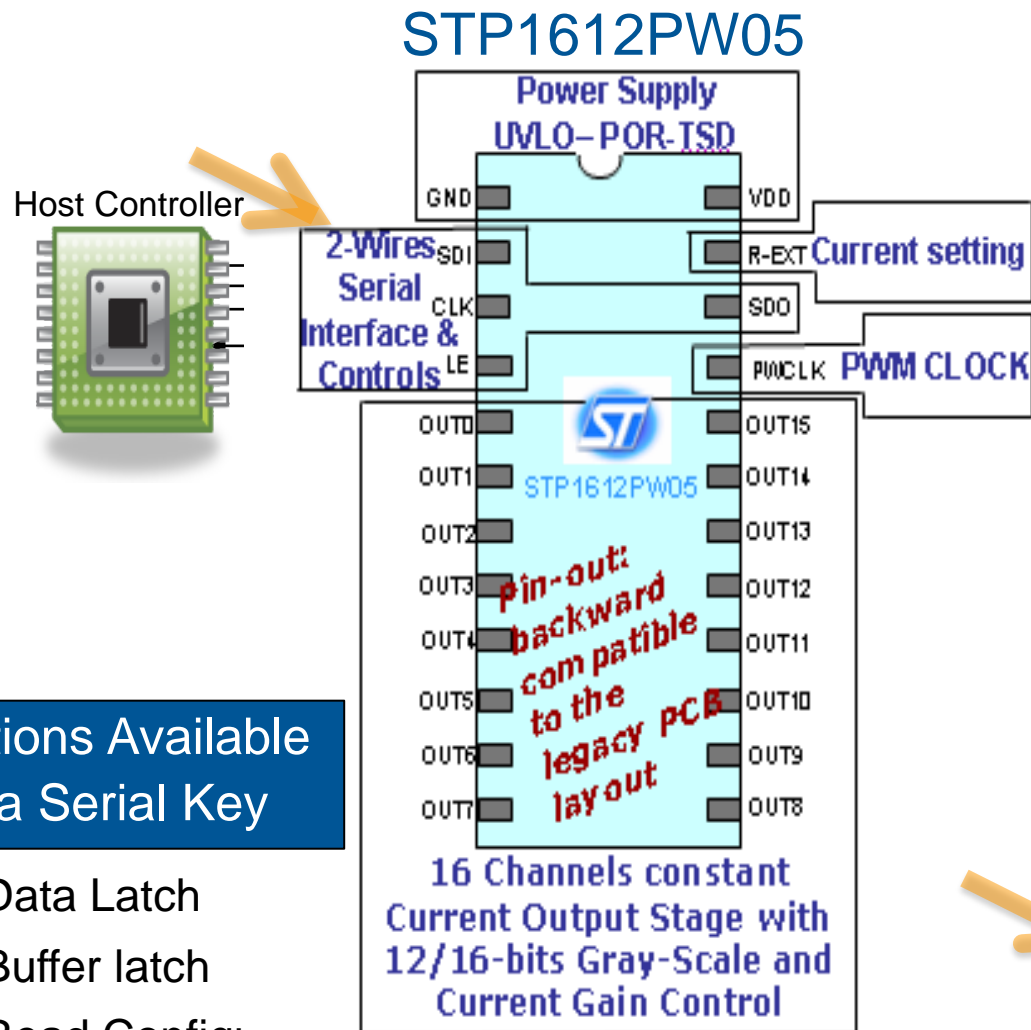 STP1612PW05
Power Supply
UVLO–POR-TSD
Host Controller
GND
VDD
2-Wires
Serial
Interface &
Controls
SDI
CLK
LE
R-EXT
Current setting
SDO
PWCLK
PWM CLOCK
ST
STP1612PW05
OUT0
OUT1
OUT2
OUT3
OUT4
OUT5
OUT6
OUT7
OUT15
OUT14
OUT13
OUT12
OUT11
OUT10
OUT9
OUT8
pin-out:
backward
compatible
to the
legacy PCB
layout
tions Available
a Serial Key
Data Latch
Buffer latch
16 Channels constant
Current Output Stage with
12/16-bits Gray-Scale and
Current Gain Control